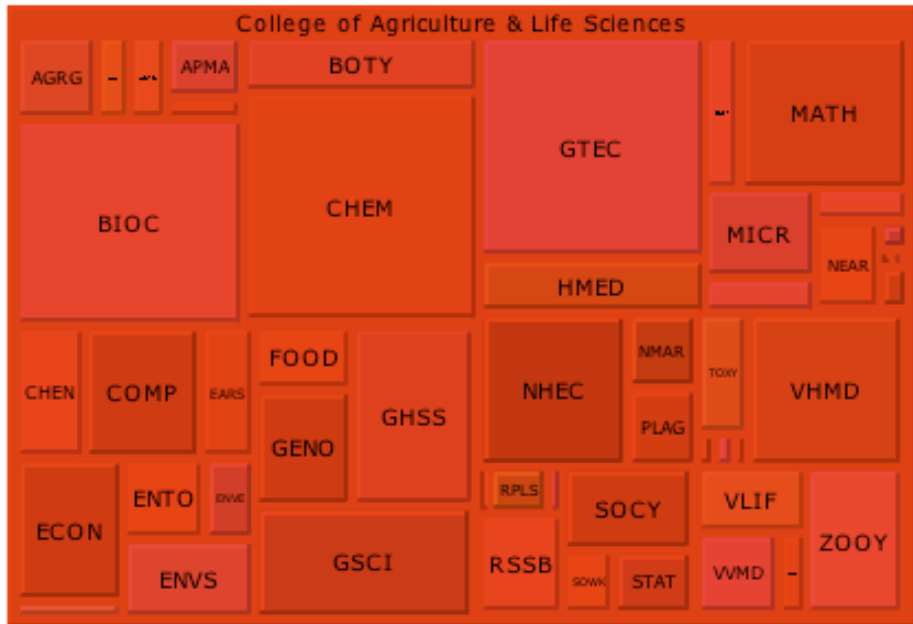 College of Agriculture & Life Sciences
AGRG
APMA
BOTY
GTEC
MATH
BIOC
CHEM
MICR
NEAR
HMED
CHEN
COMP
EARS
FOOD
GHSS
NHEC
NMAR
TOXY
VHMD
GENO
PLAG
ECON
ENTO
ENVE
RPLS
SOCY
VLIF
ZOOY
GSCI
RSSB
ENVS
SOWK
STAT
VVMD